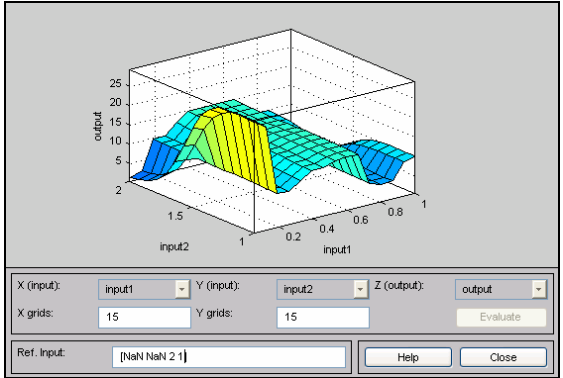 output
25
20
15
10
5
2
1.5
1
input2
0.2
0.4
0.6
0.8
1
input1
X (input): input1 Y (input): input2 Z (output): output
X grids: 15 Y grids: 15 Evaluate
Ref. Input: [NaN NaN 2 1] Help Close